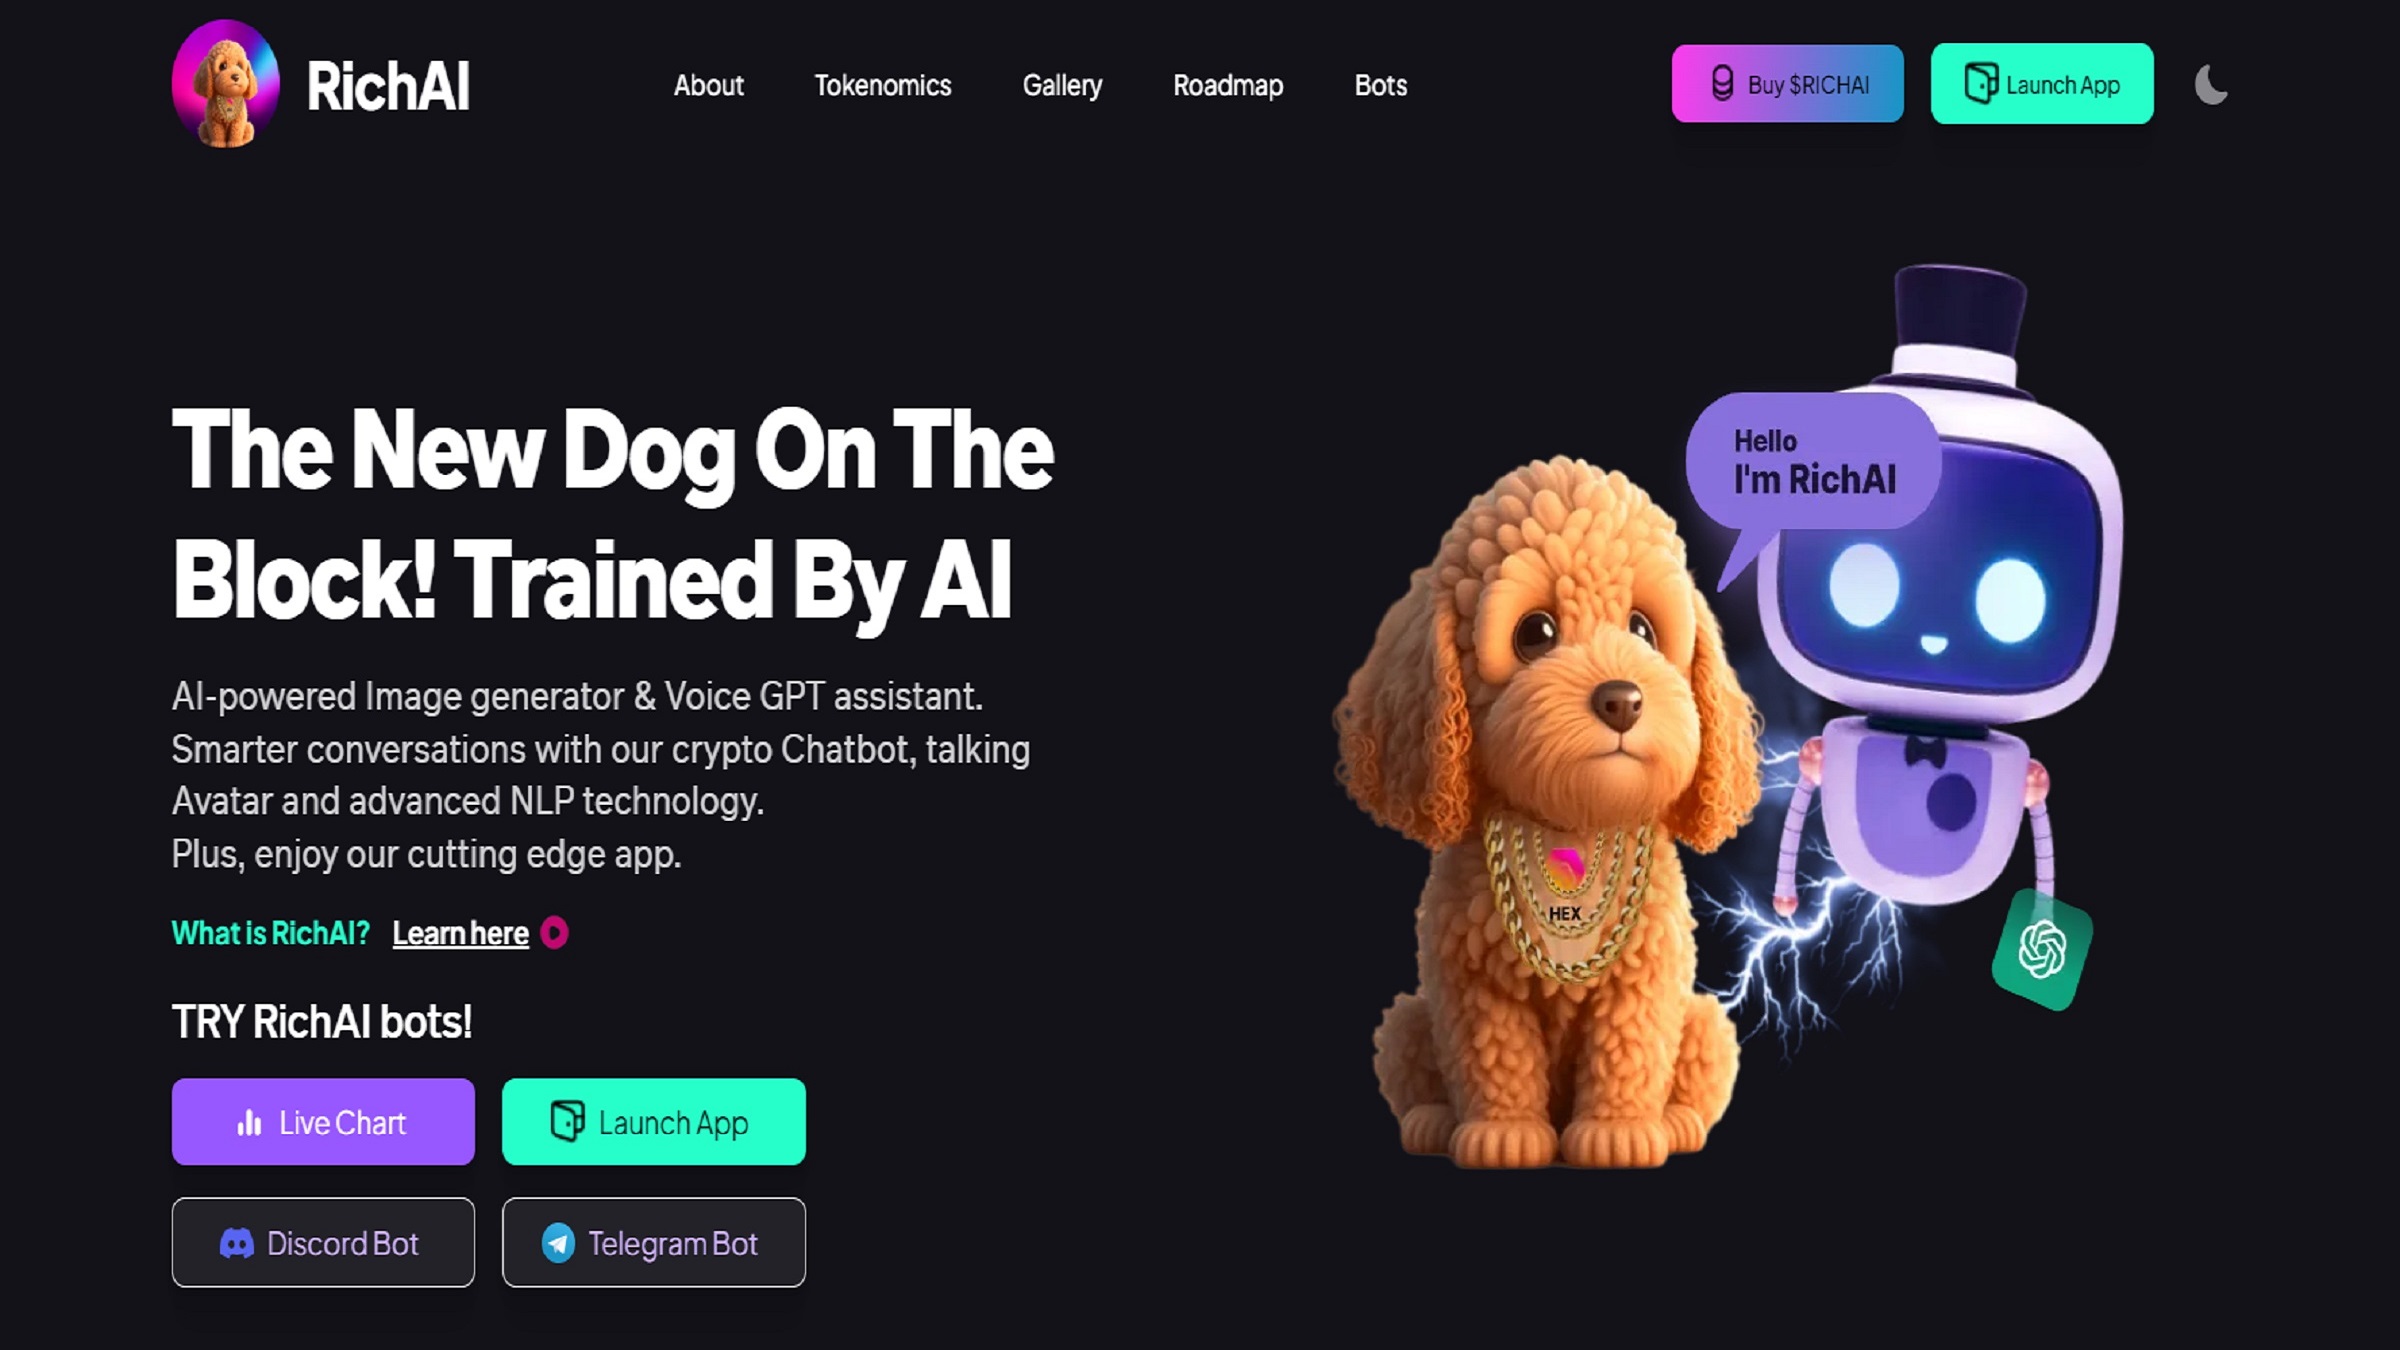 RichAI
About
Tokenomics
Gallery
Roadmap
Bots
Buy $RICHAI
Launch App
The New Dog On The
Block! Trained By AI
AI-powered Image generator & Voice GPT assistant.
Smarter conversations with our crypto Chatbot, talking
Avatar and advanced NLP technology.
Plus, enjoy our cutting edge app.
What is RichAI? Learn here
TRY RichAI bots!
Live Chart
Launch App
Discord Bot
Telegram Bot
Hello
I'm RichAI
HEX